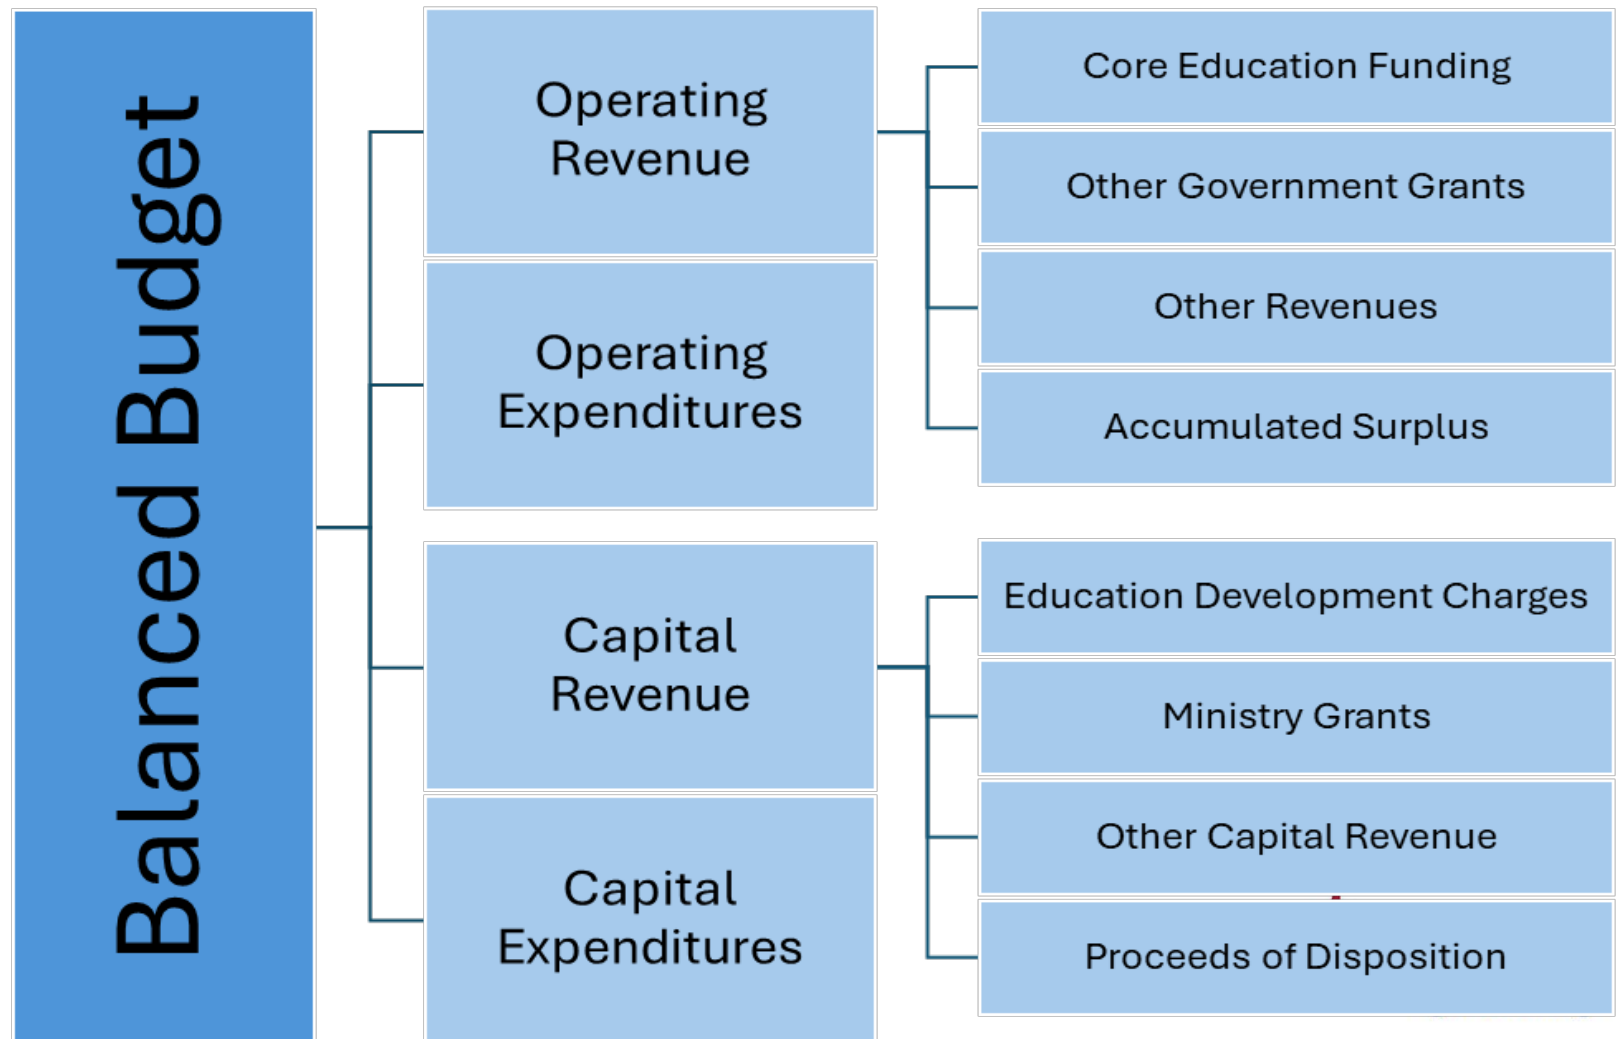 Balanced Budget
Operating
Revenue
Core Education Funding
Other Government Grants
Other Revenues
Accumulated Surplus
Operating
Expenditures
Capital
Revenue
Education Development Charges
Ministry Grants
Other Capital Revenue
Proceeds of Disposition
Capital
Expenditures